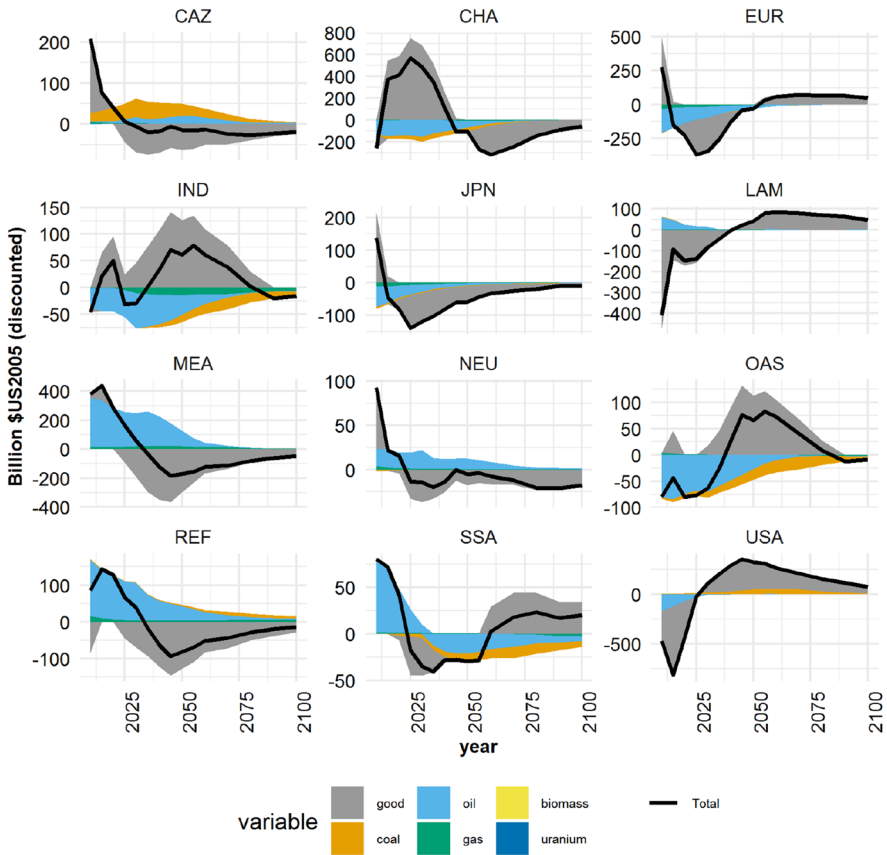 CAZ CHA EUR
200 100 0
800 600 400 200 0 -200
500 250 0 -250
IND JPN LAM
150 100 50 0 -50
200 100 0 -100
100 0 -100 -200 -300 -400
MEA NEU OAS
400 200 0 -200 -400
100 50 0
100 50 0 -50 -100
REF SSA USA
100 0 -100
50 0 -50
0 -500
Billion $US2005 (discounted)
2025 2050 2075 2100
2025 2050 2075 2100
2025 2050 2075 2100
year
variable
good oil biomass Total
coal gas uranium